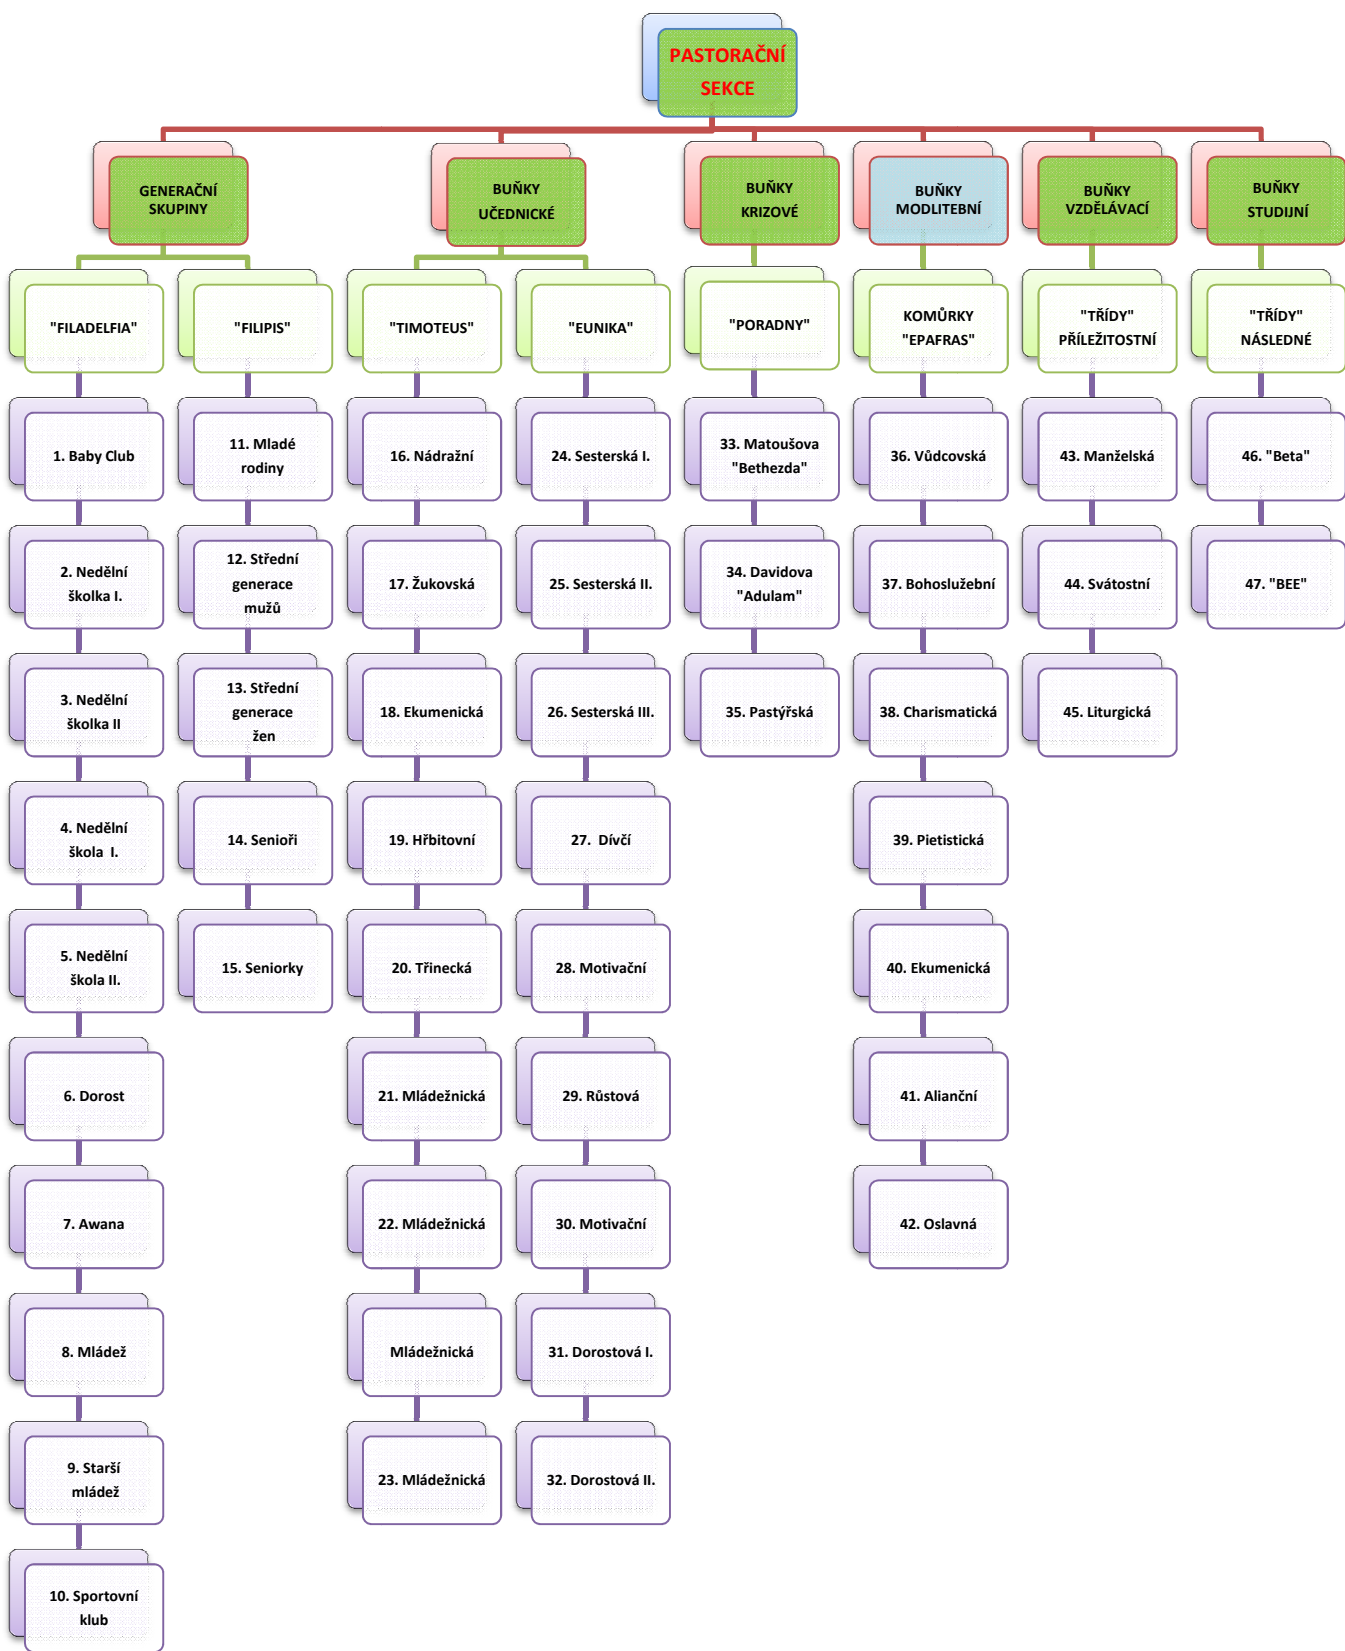 PASTORAČNÍ
SEKCE
GENERAČNÍ
SKUPINY
BUŇKY
UČEDNICKÉ
BUŇKY
KRIZOVÉ
BUŇKY
MODLITEBNÍ
BUŇKY
VZDĚLÁVACÍ
BUŇKY
STUDIJNÍ
"FILADELFIA"
"FILIPIS"
"TIMOTEUS"
"EUNIKA"
"PORADNY"
KOMŮRKY
"EPAFRAS"
"TŘÍDY"
PŘÍLEŽITOSTNÍ
"TŘÍDY"
NÁSLEDNÉ
1. Baby Club
2. Nedělní
školka I.
3. Nedělní
školka II
4. Nedělní
škola  I.
5. Nedělní
škola II.
6. Dorost
7. Awana
8. Mládež
9. Starší
mládež
10. Sportovní
klub
11. Mladé
rodiny
12. Střední
generace
mužů
13. Střední
generace
žen
14. Senioři
15. Seniorky
16. Nádražní
17. Žukovská
18. Ekumenická
19. Hřbitovní
20. Třinecká
21. Mládežnická
22. Mládežnická
Mládežnická
23. Mládežnická
24. Sesterská I.
25. Sesterská II.
26. Sesterská III.
27.  Dívčí
28. Motivační
29. Růstová
30. Motivační
31. Dorostová I.
32. Dorostová II.
33. Matoušova
"Bethezda"
34. Davidova
"Adulam"
35. Pastýřská
36. Vůdcovská
37. Bohoslužební
38. Charismatická
39. Pietistická
40. Ekumenická
41. Alianční
42. Oslavná
43. Manželská
44. Svátostní
45. Liturgická
46. "Beta"
47. "BEE"